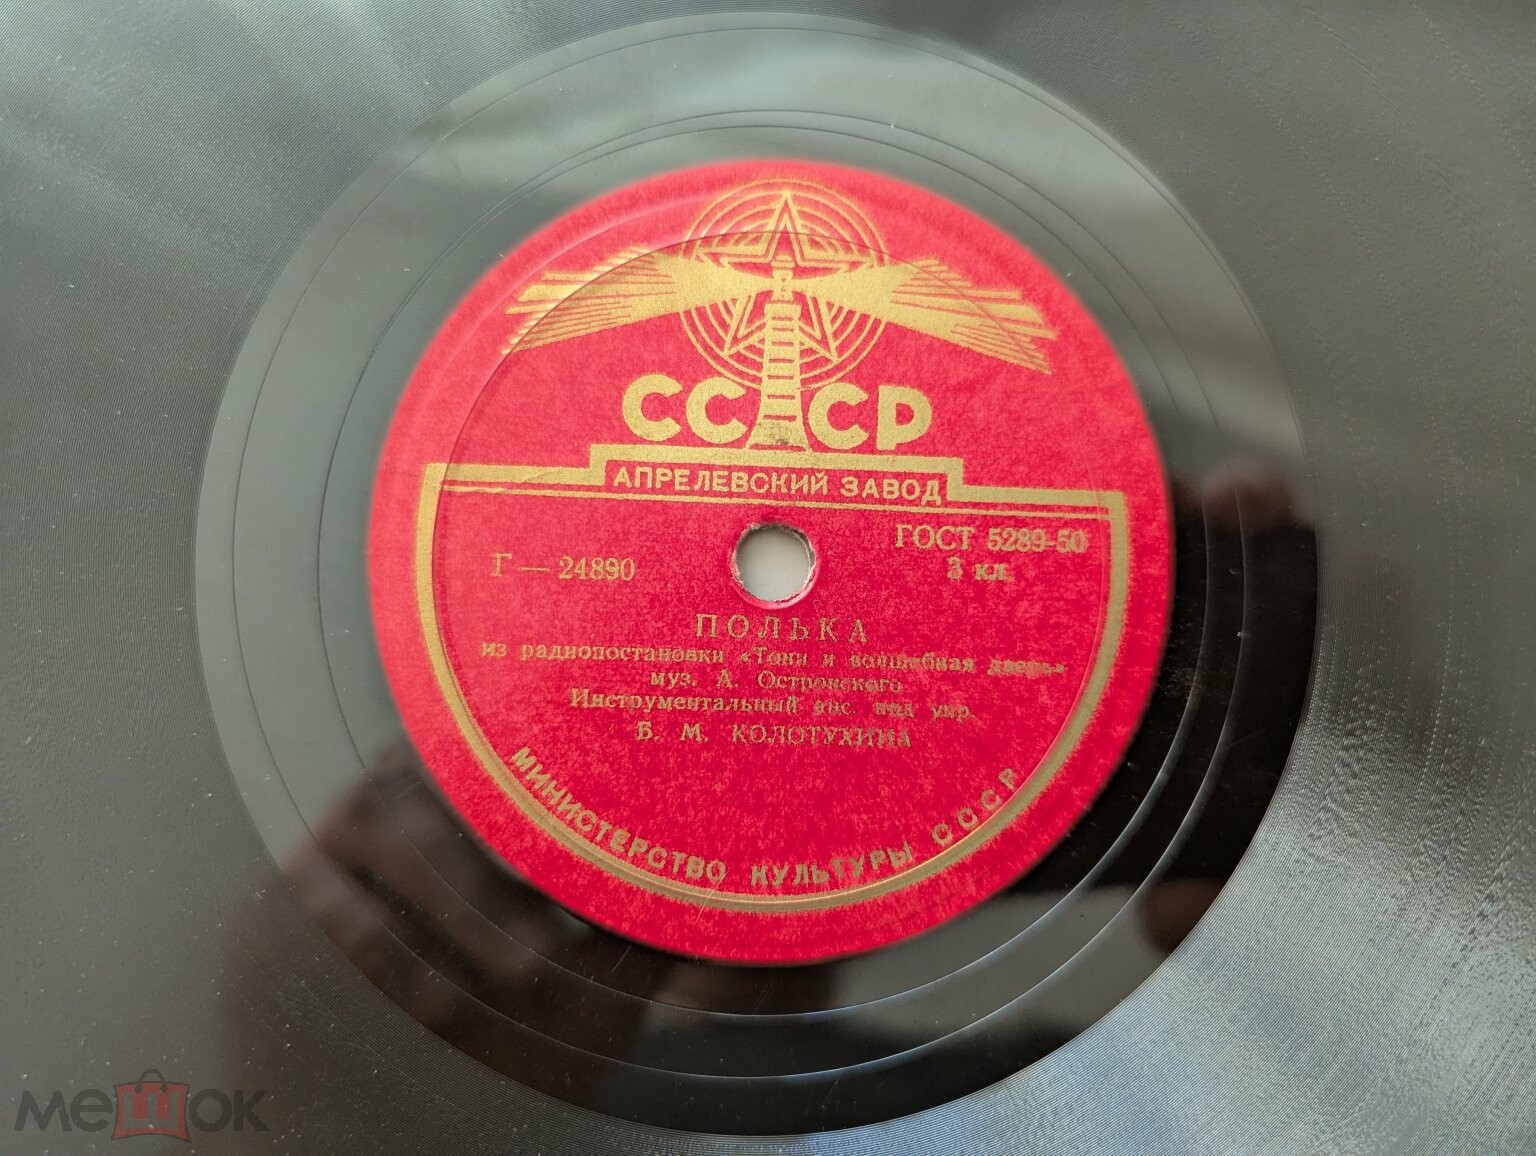 СССР
АПРЕЛЕВСКИЙ ЗАВОД
ГОСТ 5289-50
Г — 24890
3 кл.
ПОЛЬКА
из радиопостановки «Тони и волшебная дверь»
муз. А. Островского
Инструментальный анс. под упр.
Б. М. КОЛОТУХИНА
МИНИСТЕРСТВО КУЛЬТУРЫ СССР
мешок